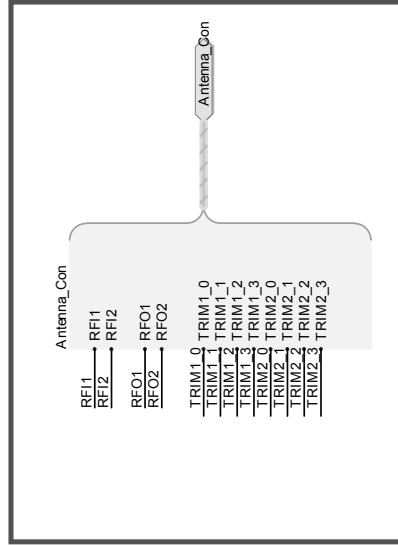 Antenna_Con
Antenna_Con
RFI1
RFI2
RFO1
RFO2
TRIM1_0
TRIM1_1
TRIM1_2
TRIM1_3
TRIM2_0
TRIM2_1
TRIM2_2
TRIM2_3
RFI1
RFI2
RFO1
RFO2
TRIM1_0
TRIM1_1
TRIM1_2
TRIM1_3
TRIM2_0
TRIM2_1
TRIM2_2
TRIM2_3